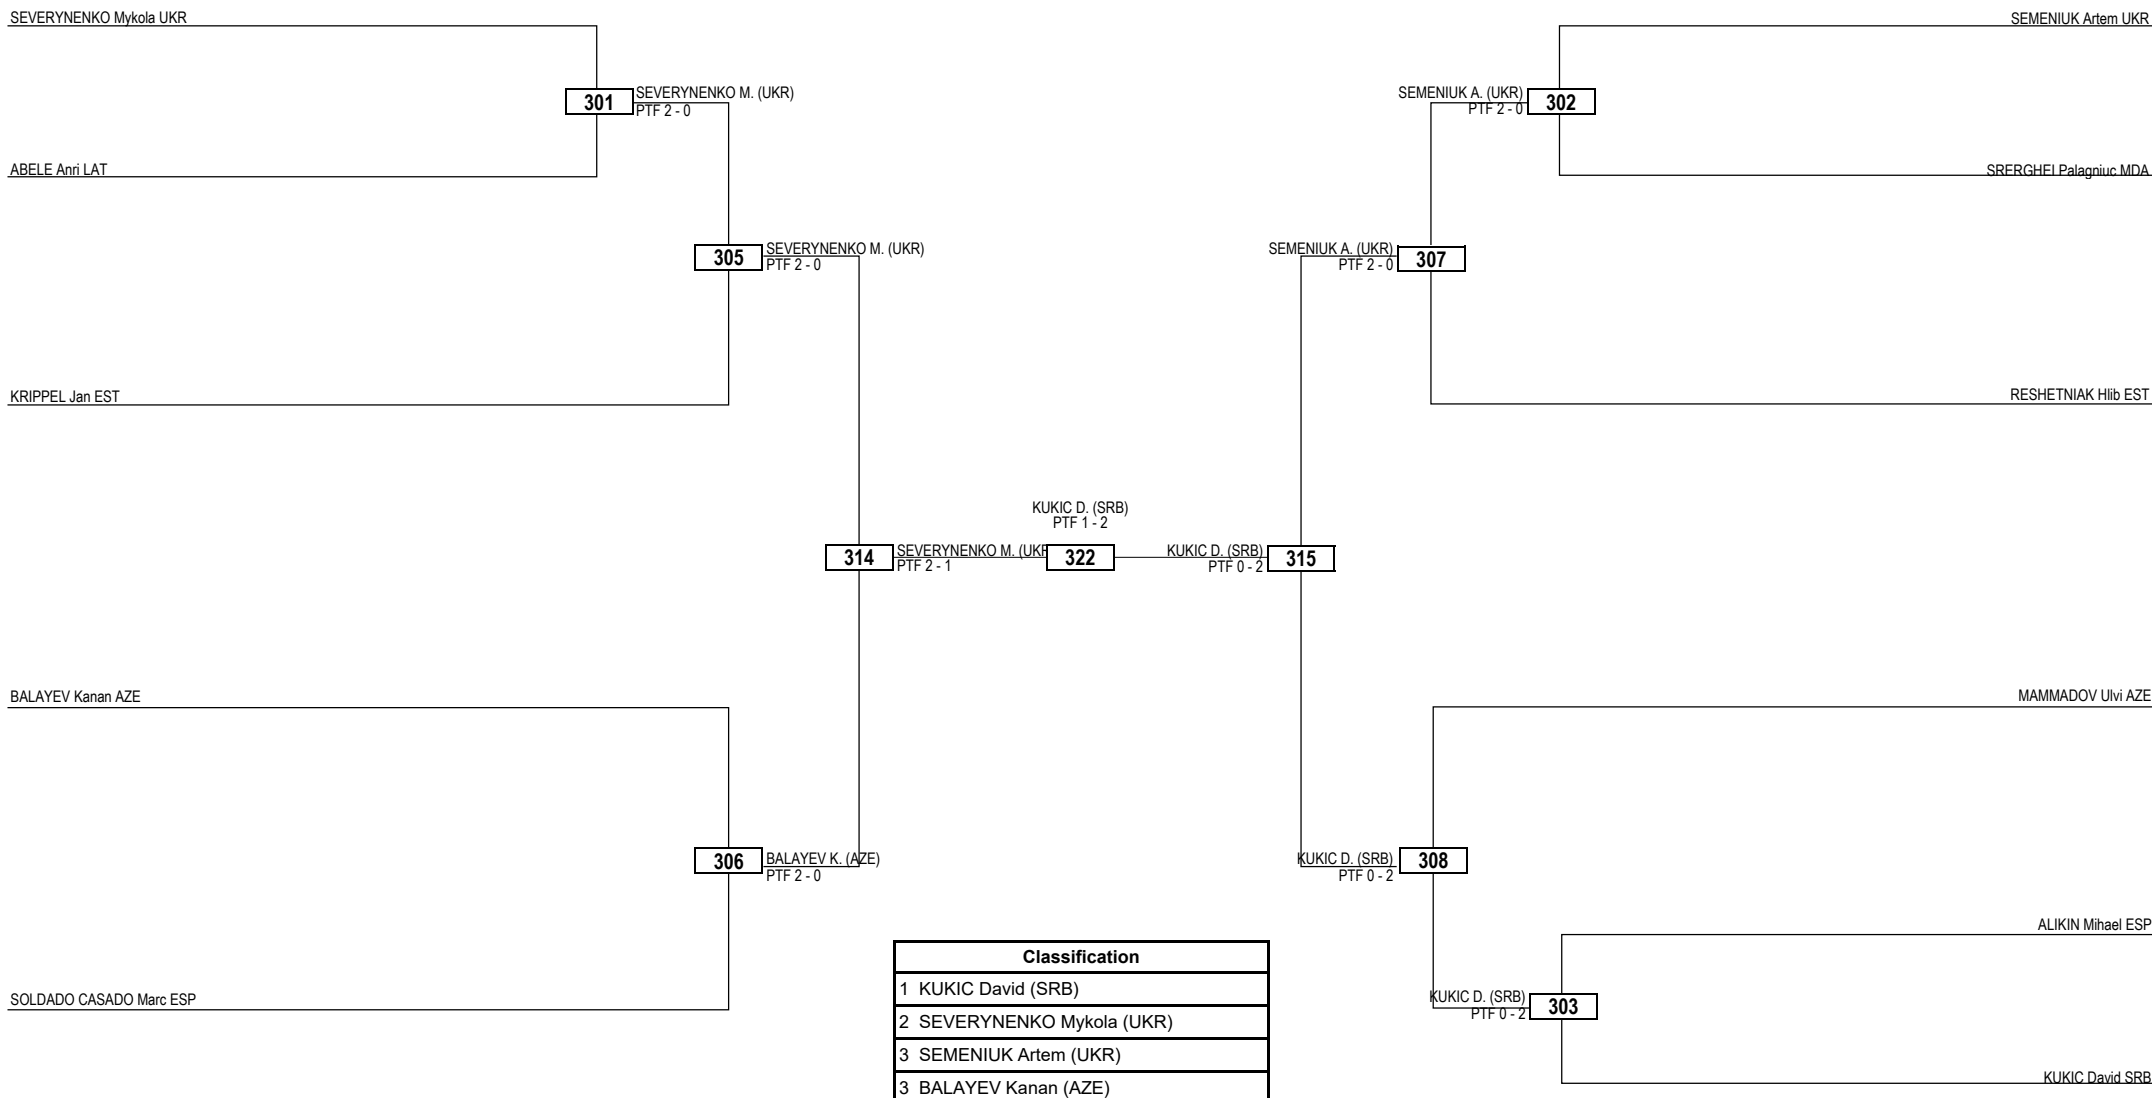 SEVERYNENKO Mykola UKR
SEMENIUK Artem UKR
301
SEVERYNENKO M. (UKR)
PTF 2 - 0
SEMENIUK A. (UKR)
PTF 2 - 0
302
ABELE Anri LAT
SRERGHEI Palagniuc MDA
305
SEVERYNENKO M. (UKR)
PTF 2 - 0
SEMENIUK A. (UKR)
PTF 2 - 0
307
KRIPPEL Jan EST
RESHETNIAK Hlib EST
KUKIC D. (SRB)
PTF 1 - 2
314
SEVERYNENKO M. (UKR
PTF 2 - 1
322
KUKIC D. (SRB)
PTF 0 - 2
315
BALAYEV Kanan AZE
MAMMADOV Ulvi AZE
306
BALAYEV K. (AZE)
PTF 2 - 0
KUKIC D. (SRB)
PTF 0 - 2
308
ALIKIN Mihael ESP
SOLDADO CASADO Marc ESP
KUKIC D. (SRB)
PTF 0 - 2
303
KUKIC David SRB
Classification
1 KUKIC David (SRB)
2 SEVERYNENKO Mykola (UKR)
3 SEMENIUK Artem (UKR)
3 BALAYEV Kanan (AZE)